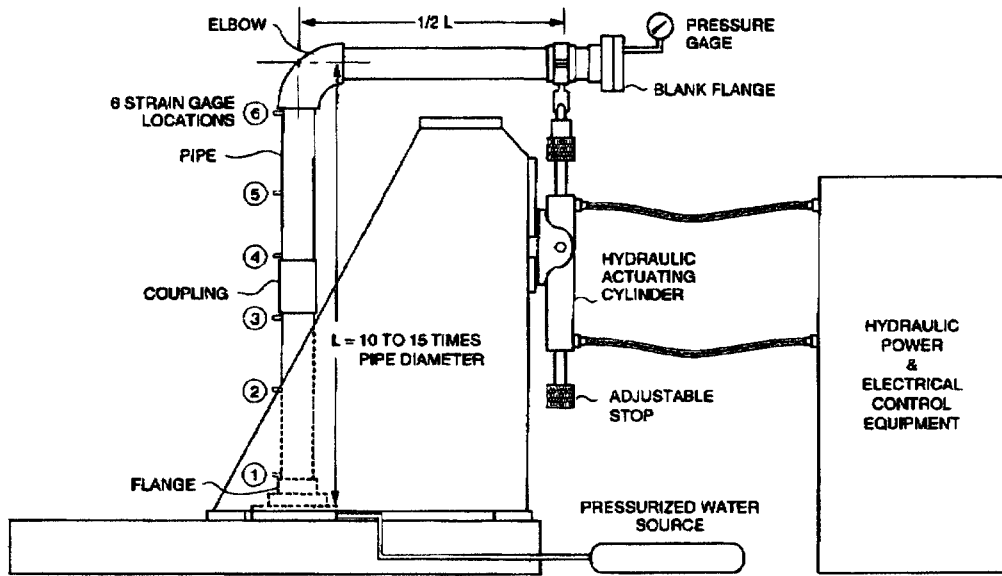 1/2 L
ELBOW
PRESSURE
GAGE
BLANK FLANGE
6 STRAIN GAGE
LOCATIONS
6
PIPE
5
4
COUPLING
3
HYDRAULIC
ACTUATING
CYLINDER
L = 10 TO 15 TIMES
PIPE DIAMETER
HYDRAULIC
POWER
&
ELECTRICAL
CONTROL
EQUIPMENT
2
ADJUSTABLE
STOP
1
FLANGE
PRESSURIZED WATER
SOURCE